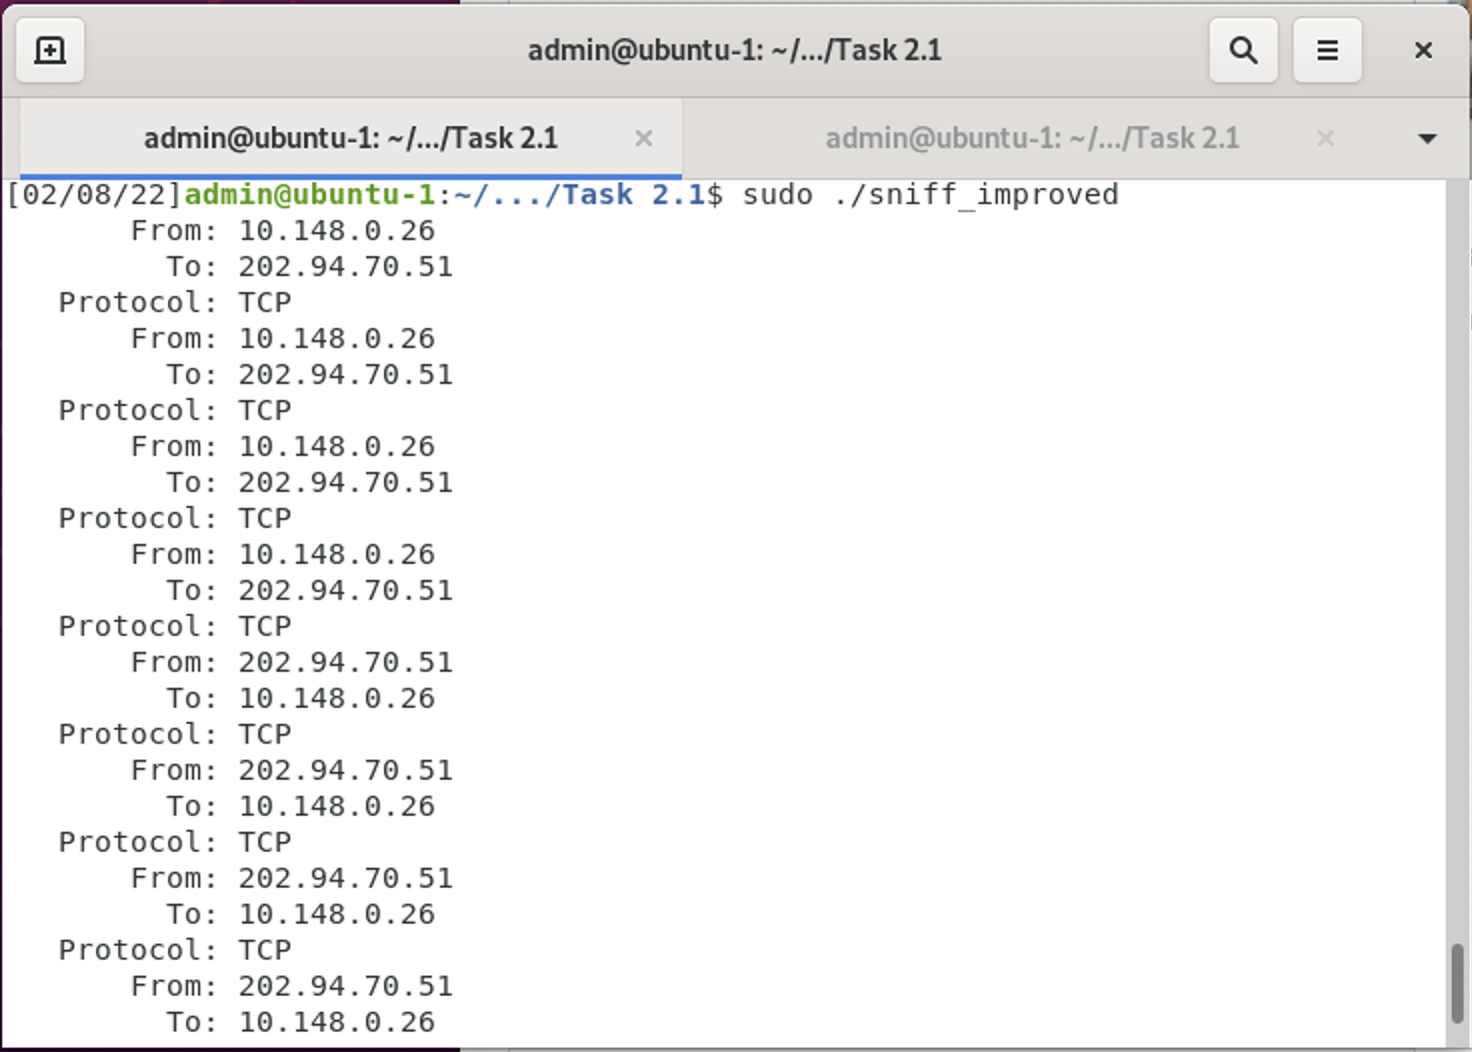 admin@ubuntu-1: ~/.../Task 2.1
admin@ubuntu-1: ~/.../Task 2.1
admin@ubuntu-1: ~/.../Task 2.1
[02/08/22]admin@ubuntu-1:~/.../Task 2.1$ sudo ./sniff_improved
From: 10.148.0.26
To: 202.94.70.51
Protocol: TCP
From: 10.148.0.26
To: 202.94.70.51
Protocol: TCP
From: 10.148.0.26
To: 202.94.70.51
Protocol: TCP
From: 10.148.0.26
To: 202.94.70.51
Protocol: TCP
From: 202.94.70.51
To: 10.148.0.26
Protocol: TCP
From: 202.94.70.51
To: 10.148.0.26
Protocol: TCP
From: 202.94.70.51
To: 10.148.0.26
Protocol: TCP
From: 202.94.70.51
To: 10.148.0.26